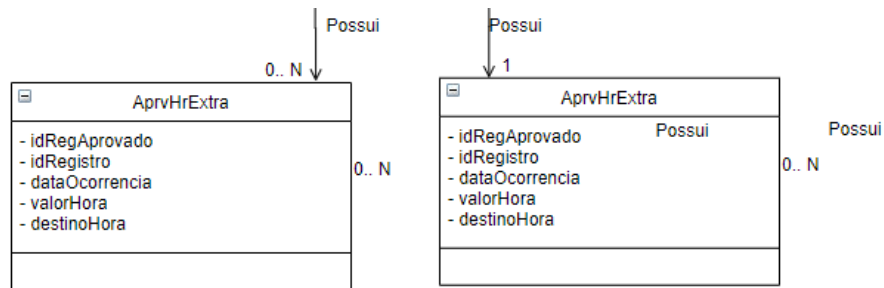 Possui
0.. N
AprvHrExtra
- idRegAprovado
- idRegistro
- dataOcorrencia
- valorHora
- destinoHora
0.. N
Possui
1
AprvHrExtra
- idRegAprovado
- idRegistro
- dataOcorrencia
- valorHora
- destinoHora
Possui
0.. N
Possui